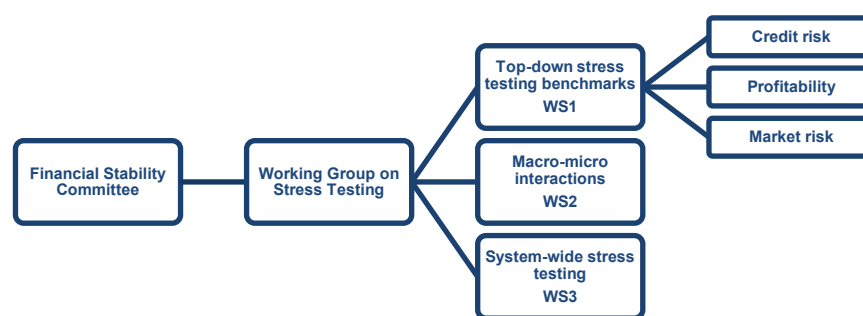 Financial Stability
Committee
Working Group on
Stress Testing
Top-down stress
testing benchmarks
WS1
Macro-micro
interactions
WS2
System-wide stress
testing
WS3
Credit risk
Profitability
Market risk